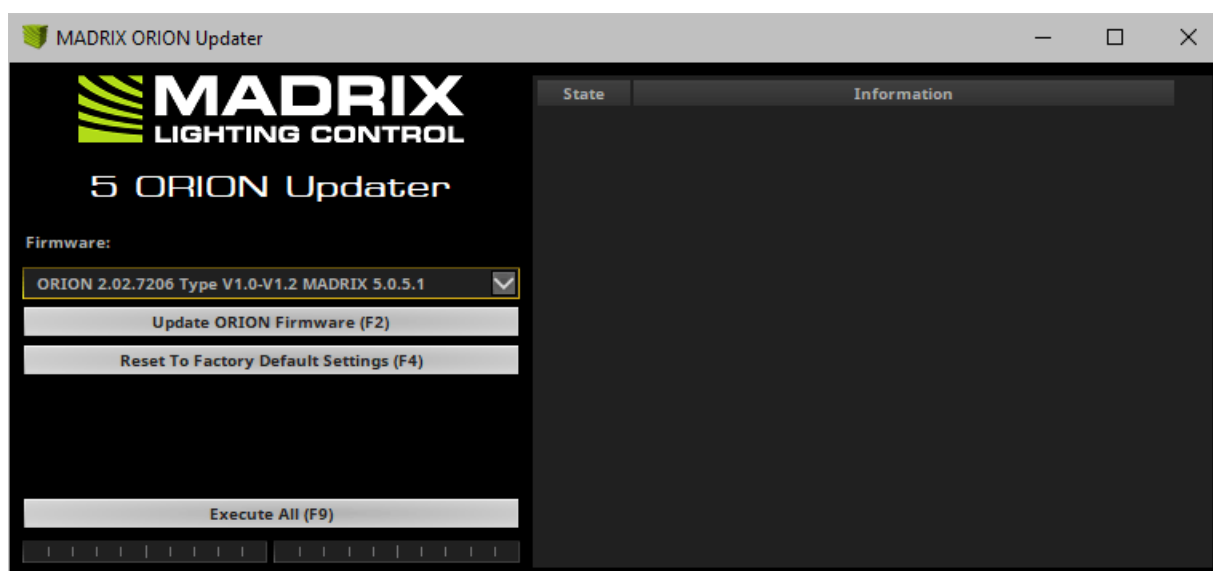 MADRIX ORION Updater
MADRIX
LIGHTING CONTROL
5 ORION Updater
Firmware:
ORION 2.02.7206 Type V1.0-V1.2 MADRIX 5.0.5.1
Update ORION Firmware (F2)
Reset To Factory Default Settings (F4)
Execute All (F9)
State Information